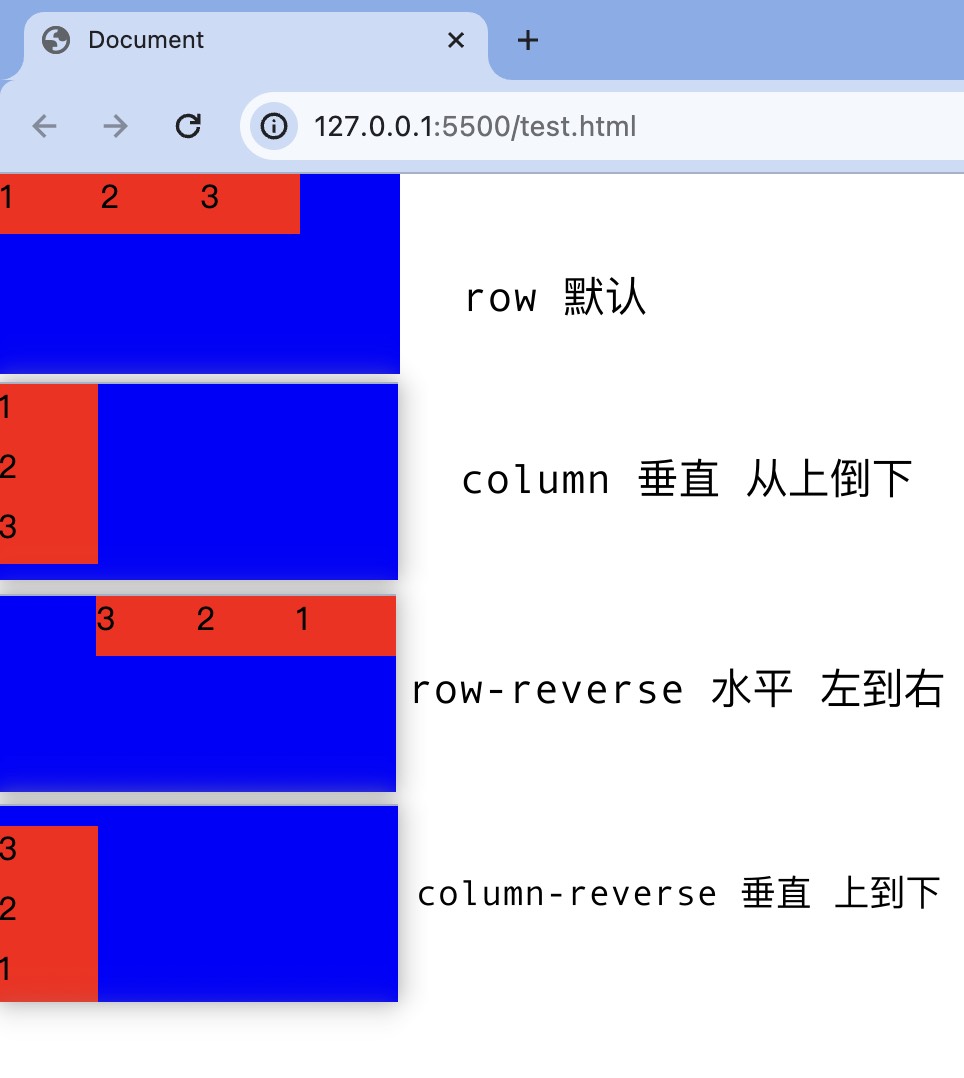 Document
127.0.0.1:5500/test.html
1 2 3
row 默认
1
2
3
column 垂直 从上倒下
3 2 1
row-reverse 水平 左到右
3
2
1
column-reverse 垂直 上到下